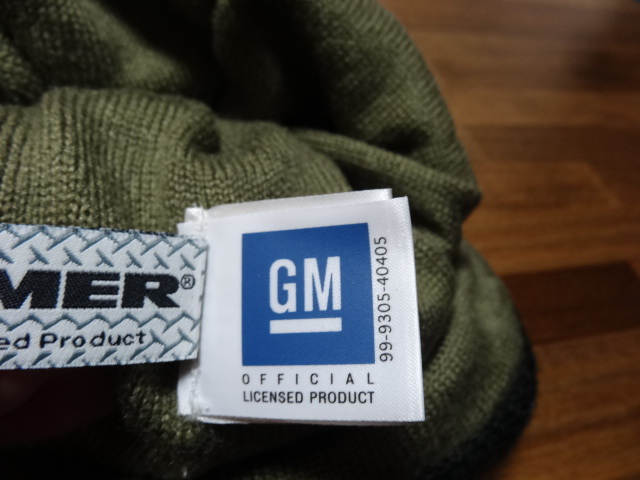 MER®
ed Product
GM
OFFICIAL
LICENSED PRODUCT
99-9305-40405